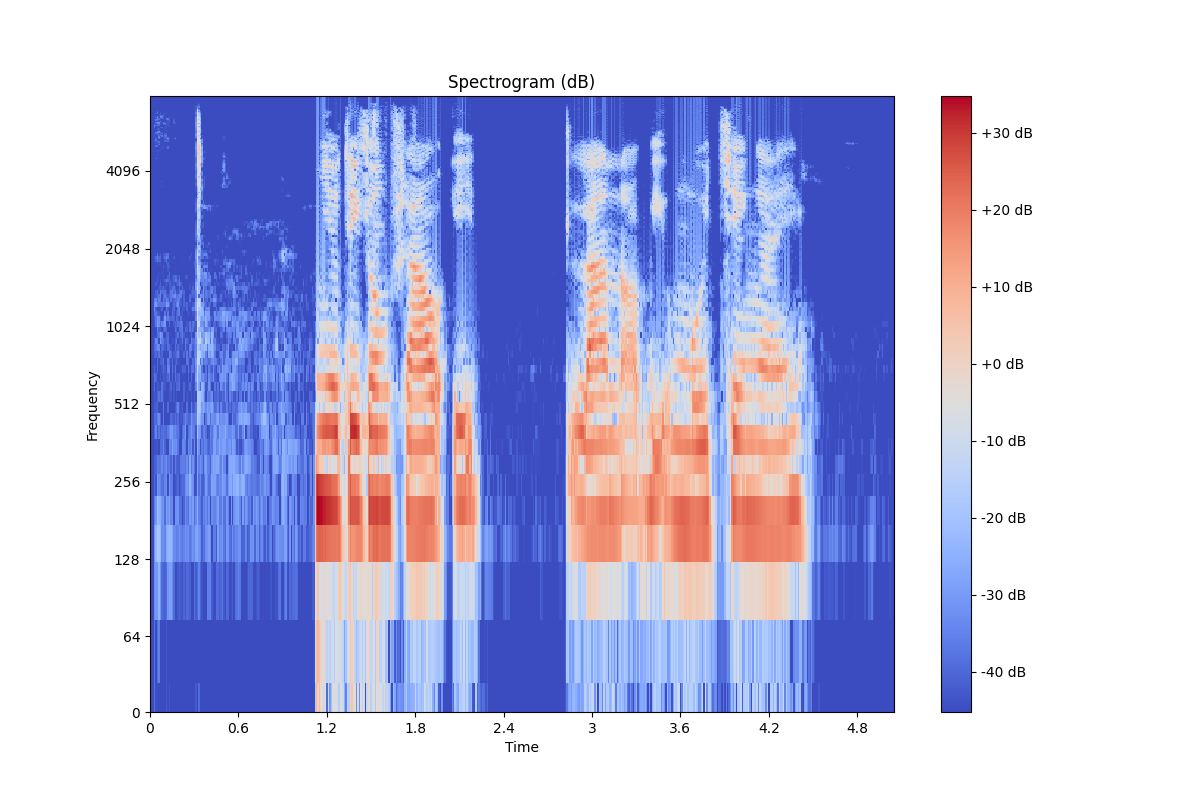 Spectrogram (dB)
Frequency
4096
2048
1024
512
256
128
64
0
0 0.6 1.2 1.8 2.4 3 3.6 4.2 4.8
Time
+30 dB
+20 dB
+10 dB
+0 dB
-10 dB
-20 dB
-30 dB
-40 dB